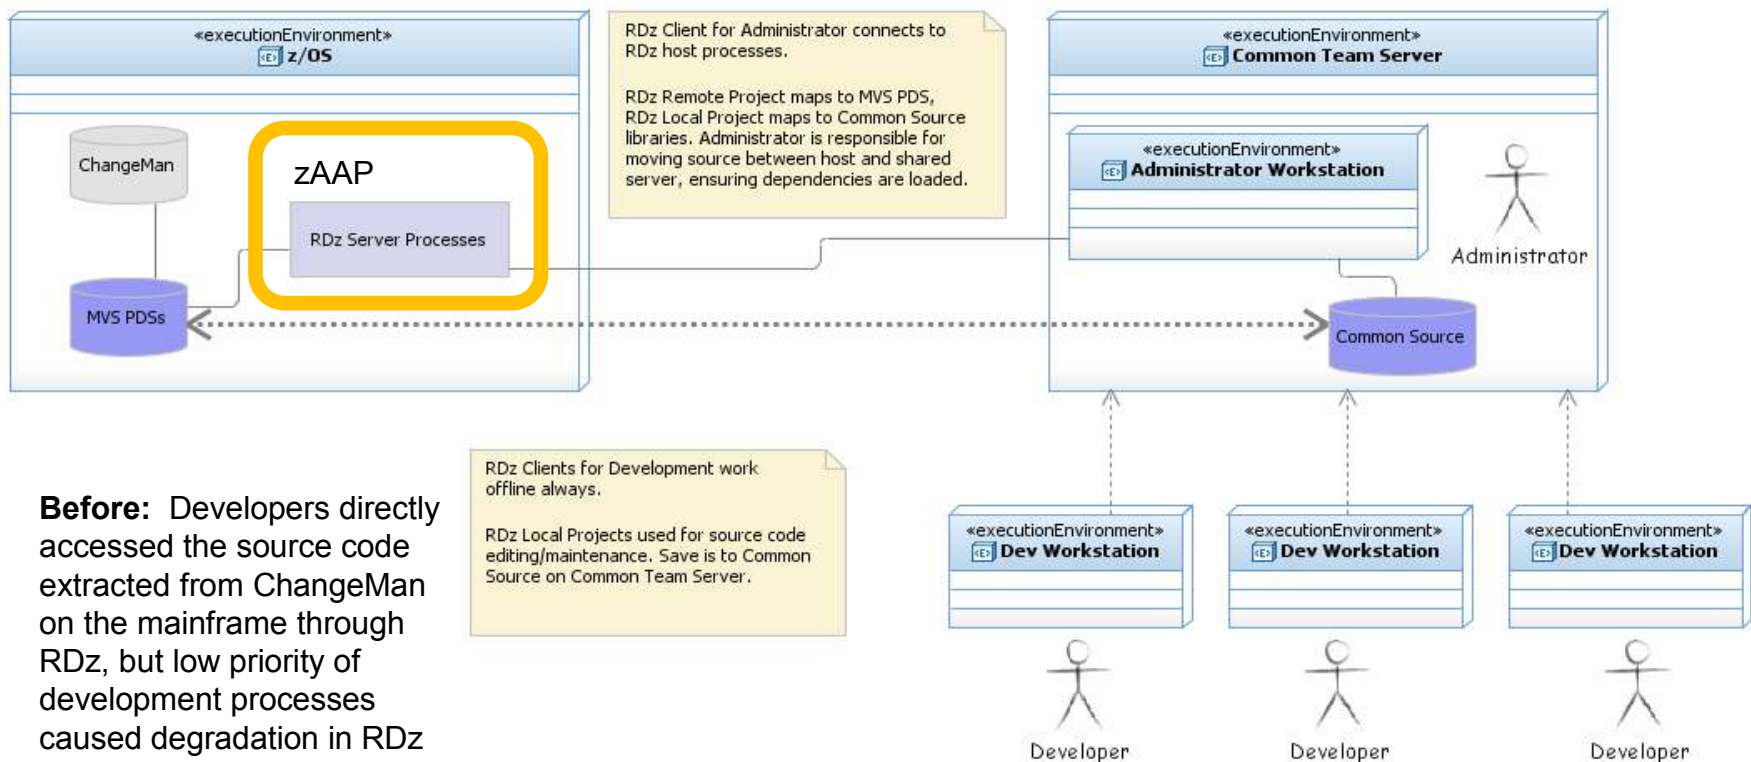 «executionEnvironment»
z/OS
ChangeMan
zAAP
RDz Server Processes
MVS PDSs
RDz Client for Administrator connects to
RDz host processes.
RDz Remote Project maps to MVS PDS,
RDz Local Project maps to Common Source
libraries. Administrator is responsible for
moving source between host and shared
server, ensuring dependencies are loaded.
«executionEnvironment»
Common Team Server
«executionEnvironment»
Administrator Workstation
Administrator
Common Source
Before: Developers directly
accessed the source code
extracted from ChangeMan
on the mainframe through
RDz, but low priority of
development processes
caused degradation in RDz
RDz Clients for Development work
offline always.
RDz Local Projects used for source code
editing/maintenance. Save is to Common
Source on Common Team Server.
«executionEnvironment»
Dev Workstation
Developer
«executionEnvironment»
Dev Workstation
Developer
«executionEnvironment»
Dev Workstation
Developer